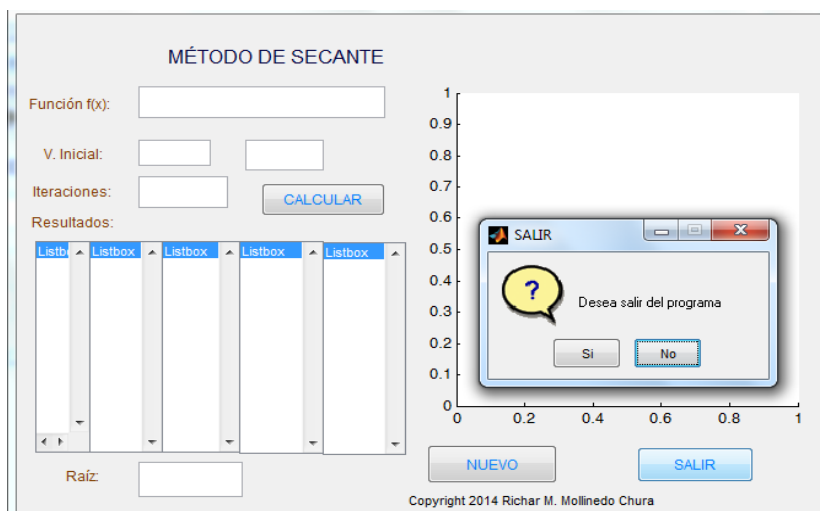 MÉTODO DE SECANTE
Función f(x):
V. Inicial:
Iteraciones:
CALCULAR
Resultados:
Listbo Listbox Listbox Listbox Listbox
Raíz:
1
0.9
0.8
0.7
0.6
0.5
0.4
0.3
0.2
0.1
0
0 0.2 0.4 0.6 0.8 1
SALIR
?
Desea salir del programa
Si No
NUEVO SALIR
Copyright 2014 Richar M. Mollinedo Chura